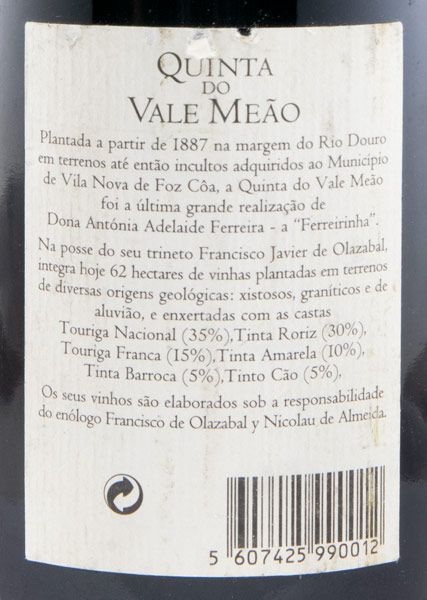 QUINTA
DO
VALE MEÃO
Plantada a partir de 1887 na margem do Rio Douro
em terrenos até então incultos adquiridos ao Município
de Vila Nova de Foz Côa, a Quinta do Vale Meão
foi a última grande realização de
Dona Antónia Adelaide Ferreira - a “Ferreirinha”.
Na posse do seu trineto Francisco Javier de Olazabal,
integra hoje 62 hectares de vinhas plantadas em terrenos
de diversas origens geológicas: xistosos, graníticos e de
aluvião, e enxertadas com as castas
Touriga Nacional (35%),Tinta Roriz (30%),
Touriga Franca (15%),Tinta Amarela (10%),
Tinta Barroca (5%),Tinto Cão (5%),
Os seus vinhos são elaborados sob a responsabilidade
do enólogo Francisco de Olazabal y Nicolau de Almeida.
5 607425 990012